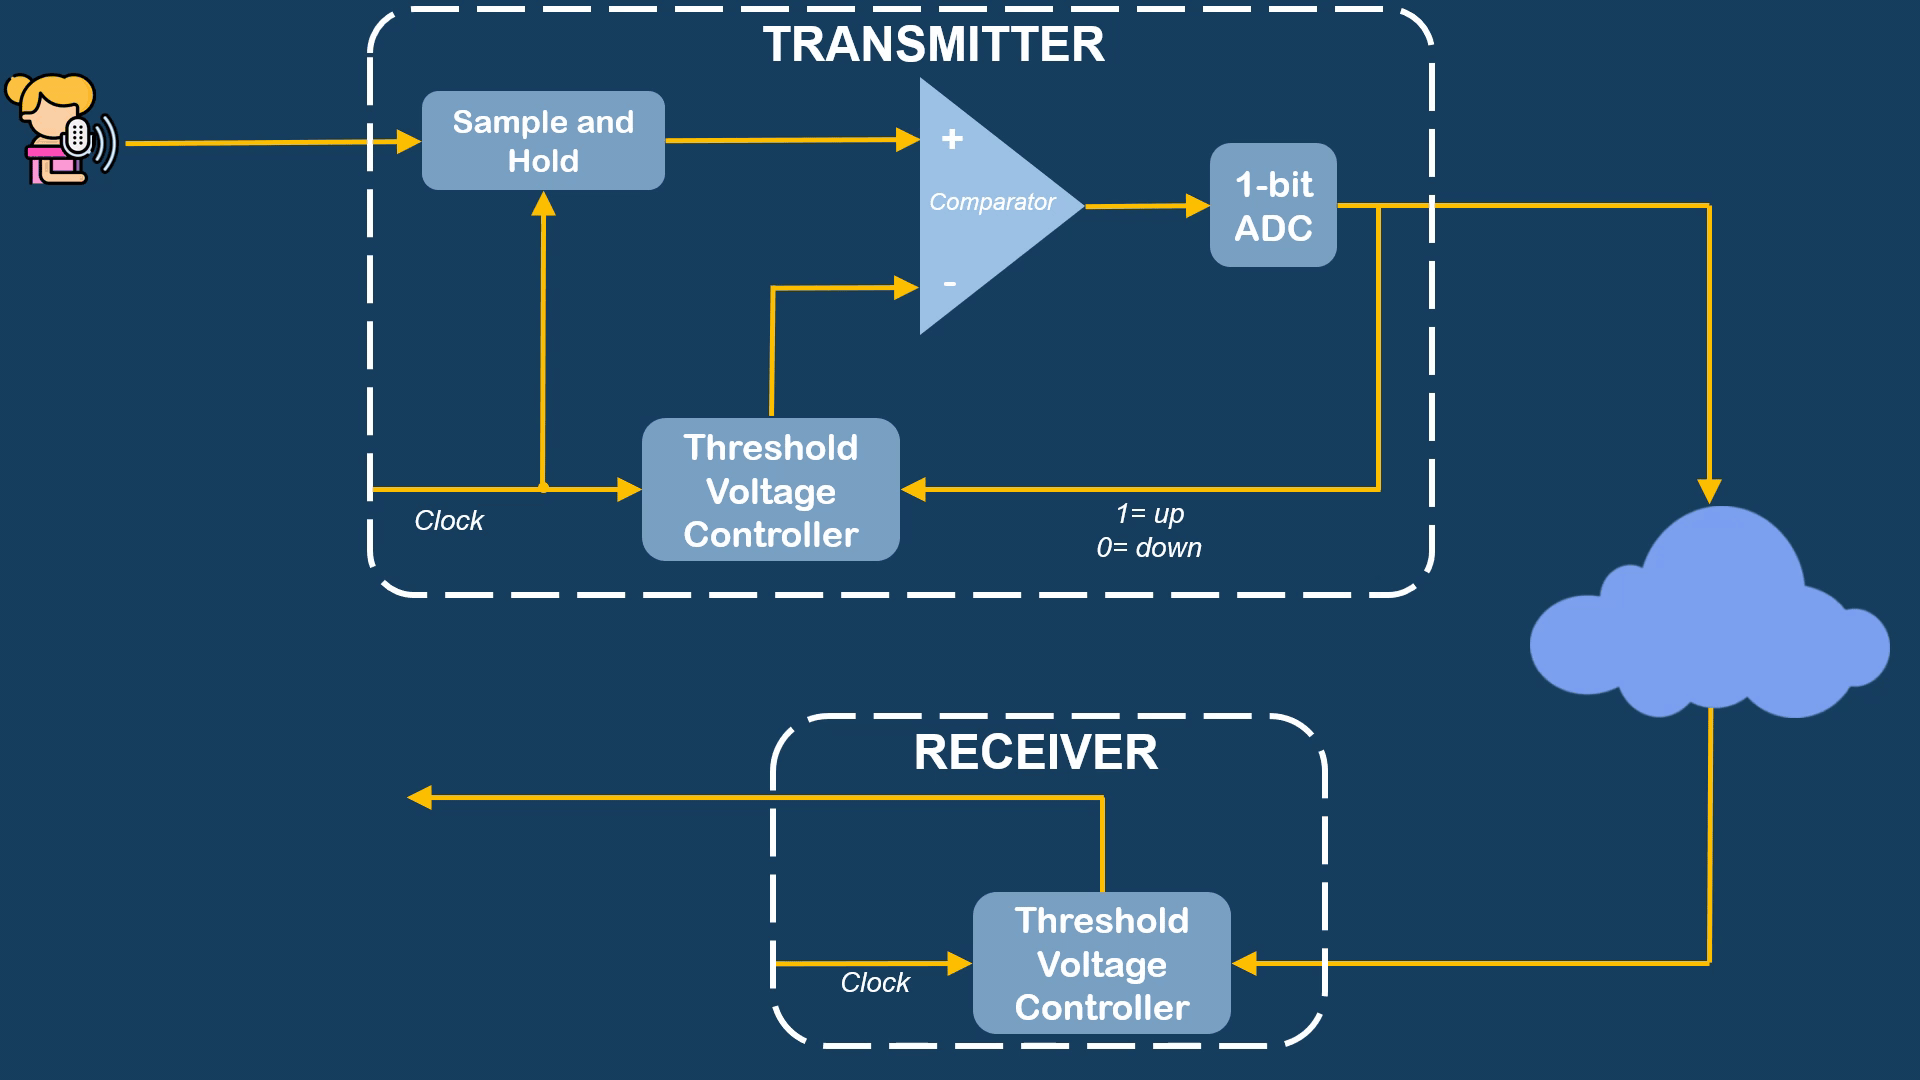 TRANSMITTER
Sample and
Hold
+
Comparator
-
1-bit
ADC
Threshold
Voltage
Controller
Clock
1= up
0= down
RECEIVER
Threshold
Voltage
Controller
Clock